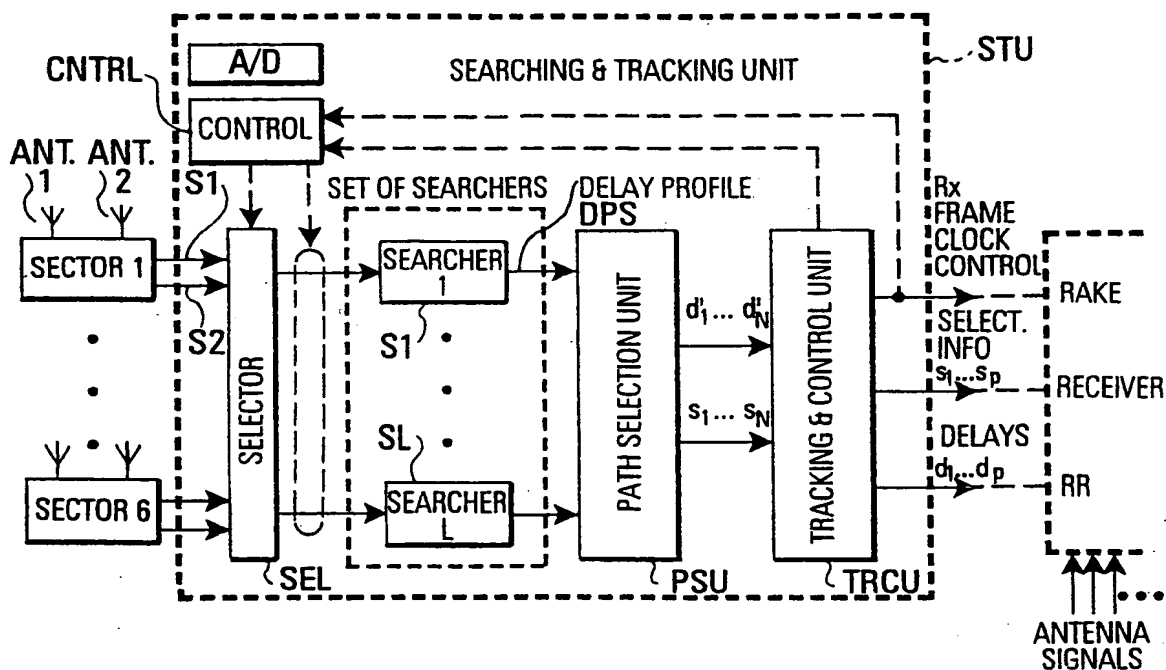 A/D
CNTRL
SEARCHING & TRACKING UNIT
STU
CONTROL
ANT. 1
ANT. 2
S1
SET OF SEARCHERS
DELAY PROFILE
DPS
Rx
FRAME
CLOCK
CONTROL
SECTOR 1
S2
SELECTOR
SEARCHER
1
S1
PATH SELECTION UNIT
d'1 ... d'N
s1 ... sN
TRACKING & CONTROL UNIT
SELECT.
INFO
s1...sp
DELAYS
d1...dp
RAKE
RECEIVER
RR
SL
SECTOR 6
SEARCHER
L
SEL
PSU
TRCU
ANTENNA
SIGNALS